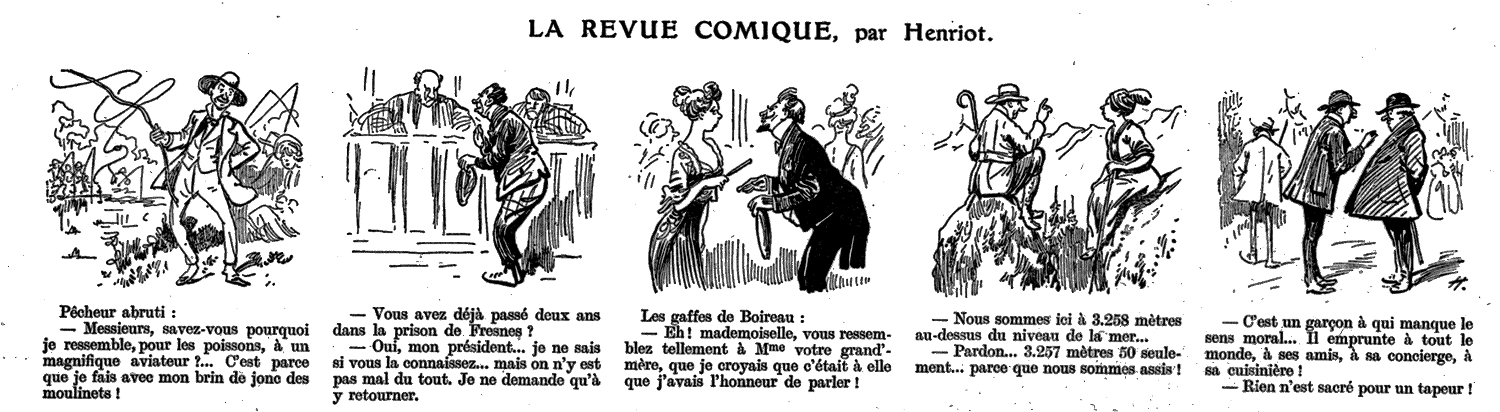 LA REVUE COMIQUE, par Henriot.
Pêcheur abruti :
— Messieurs, savez-vous pourquoi
je ressemble, pour les poissons, à un
magnifique aviateur ?... C'est parce
que je fais avec mon brin de jonc des
moulinets !
— Vous avez déjà passé deux ans
dans la prison de Fresnes ?
— Oui, mon président... je ne sais
si vous la connaissez... mais on n'y est
pas mal du tout. Je ne demande qu'à
y retourner.
Les gaffes de Boireau :
— Eh ! mademoiselle, vous ressem-
blez tellement à Mme votre grand'-
mère, que je croyais que c'était à elle
que j'avais l'honneur de parler !
— Nous sommes ici à 3.258 mètres
au-dessus du niveau de la mer...
— Pardon... 3.257 mètres 50 seule-
ment... parce que nous sommes assis !
— C'est un garçon à qui manque le
sens moral... Il emprunte à tout le
monde, à ses amis, à sa concierge, à
sa cuisinière !
— Rien n'est sacré pour un tapeur !
H.